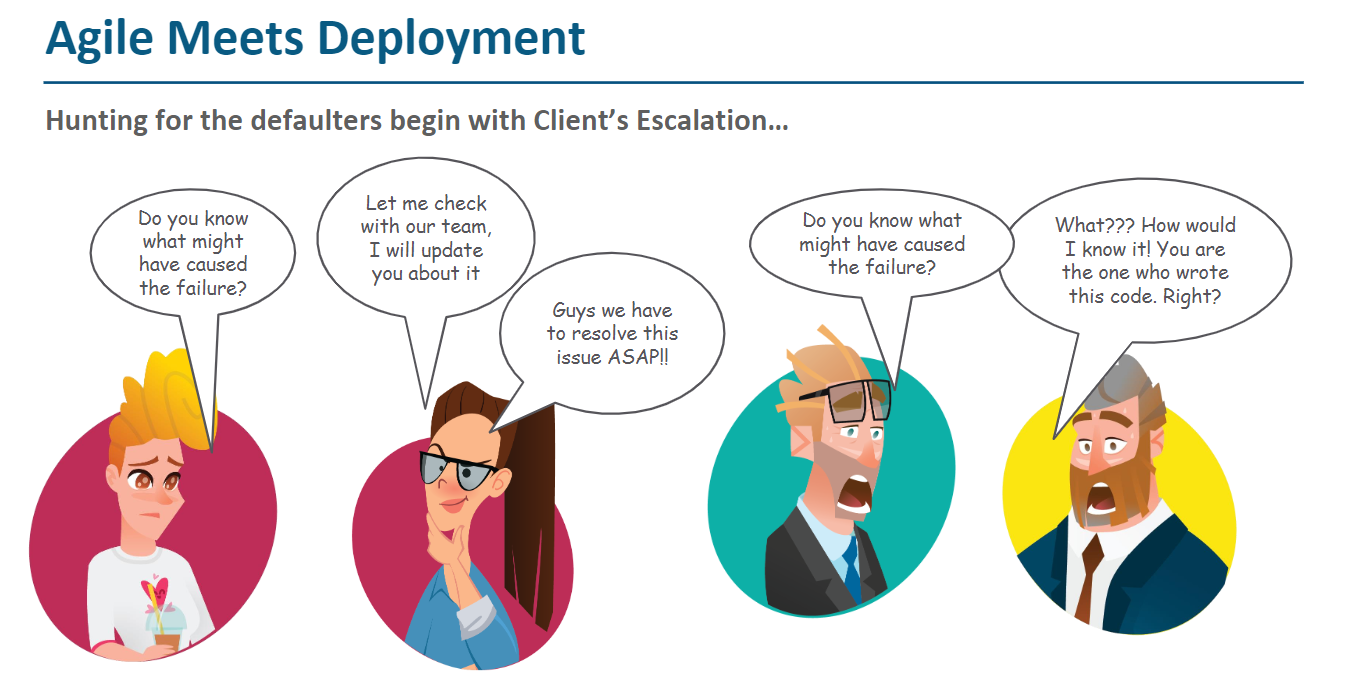 Agile Meets Deployment
Hunting for the defaulters begin with Client’s Escalation…
Do you know
what might
have caused
the failure?
Let me check
with our team,
I will update
you about it
Guys we have
to resolve this
issue ASAP!!
Do you know what
might have caused
the failure?
What??? How would
I know it! You are
the one who wrote
this code. Right?